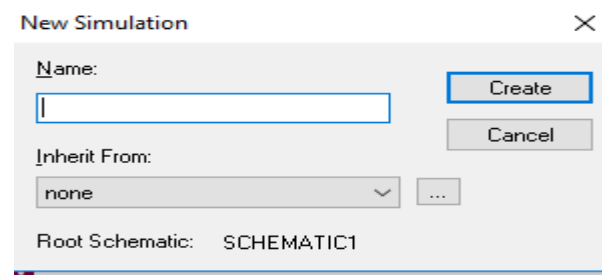 New Simulation
Name:
Create
Cancel
Inherit From:
none
...
Root Schematic: SCHEMATIC1